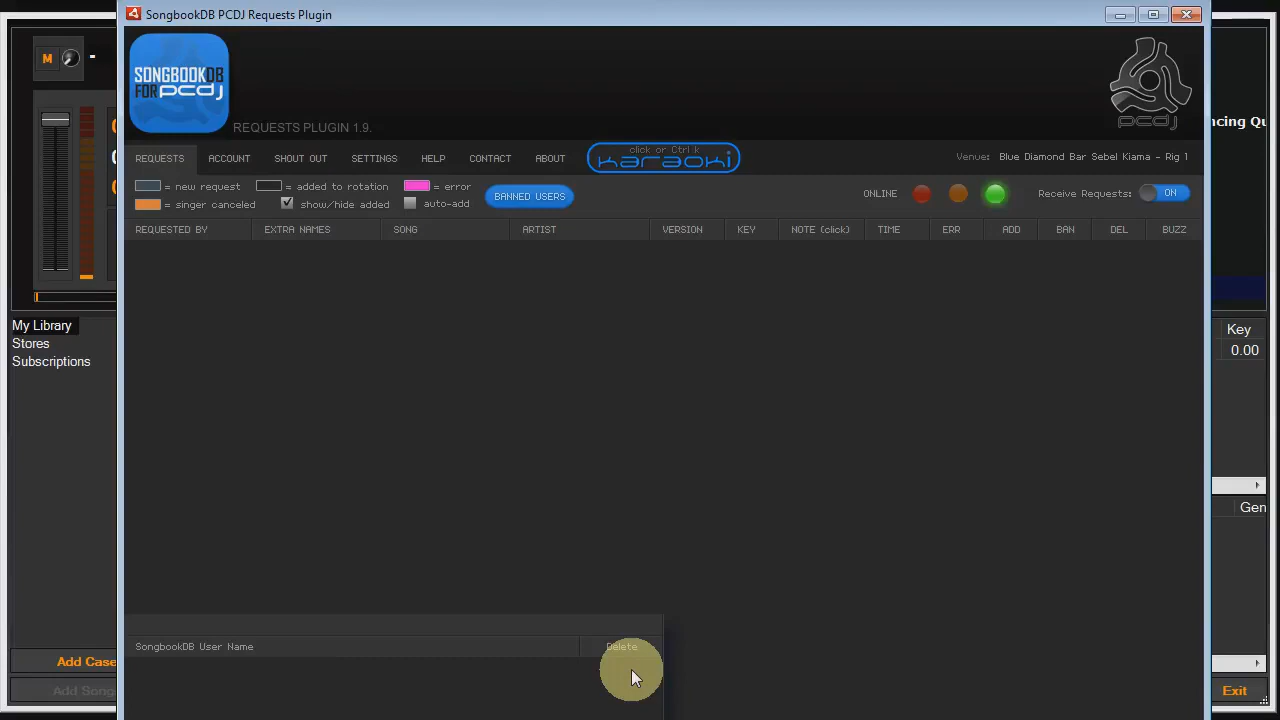 SongbookDB PCDJ Requests Plugin
M
-
SONGBOOKDB
FOR pcdj
REQUESTS PLUGIN 1.9.
pcdj
ncing Qu
REQUESTS ACCOUNT SHOUT OUT SETTINGS HELP CONTACT ABOUT
click or Ctrl k
karaoki
Venue: Blue Diamond Bar Sebal (Gama - Rig 1
= new request = added to rotation = error
= singer canceled show/hide added auto-add
BANNED USERS
ONLINE
Receive Requests: ON
REQUESTED BY EXTRA NAMES SONG ARTIST VERSION KEY NOTE (click) TIME ERR ADD BAN DEL BUZZ
My Library
Stores
Subscriptions
Key
0.00
Gen
SongbookDB User Name Delete
Add Case
Add Song
Exit